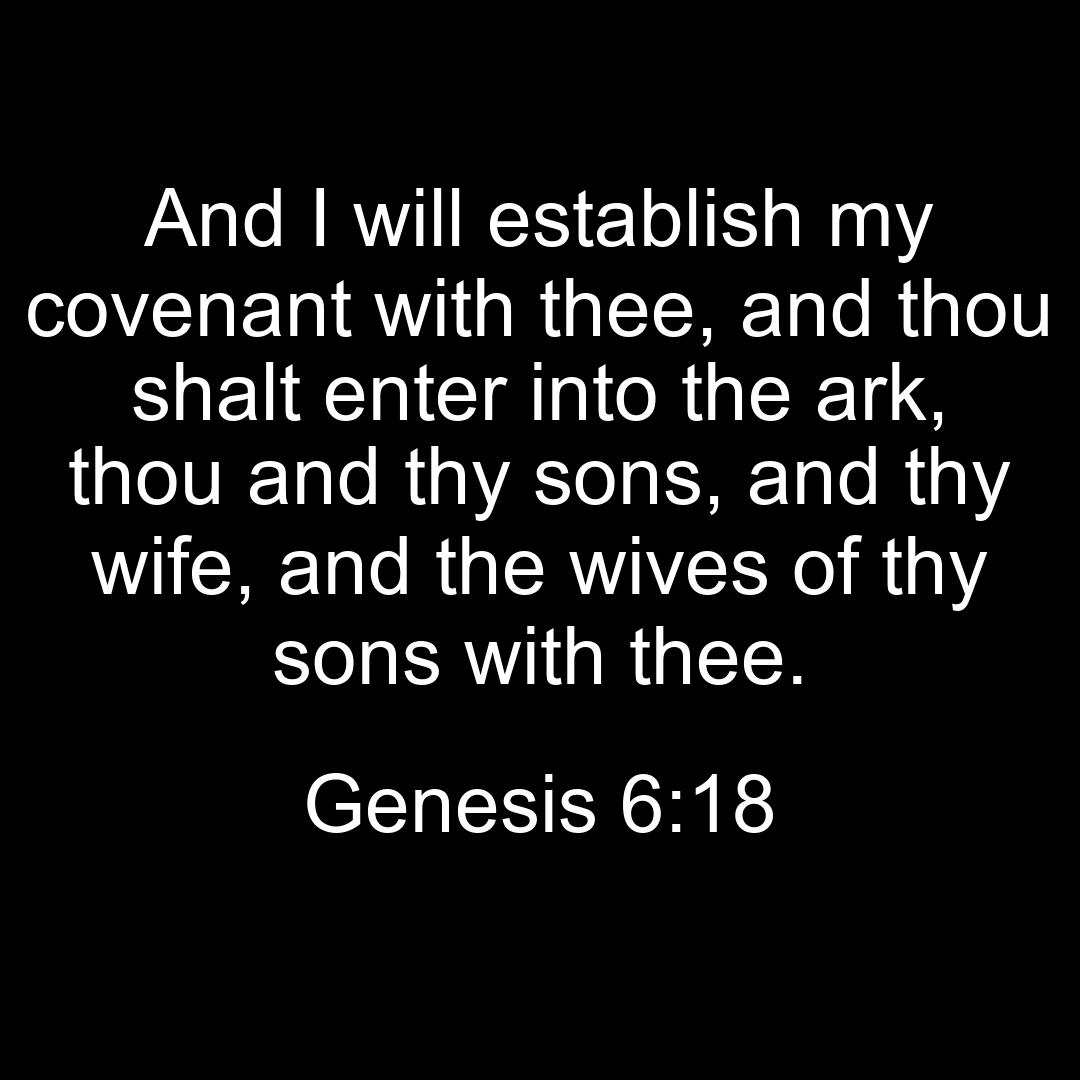 And I will establish my
covenant with thee, and thou
shalt enter into the ark,
thou and thy sons, and thy
wife, and the wives of thy
sons with thee.
Genesis 6:18